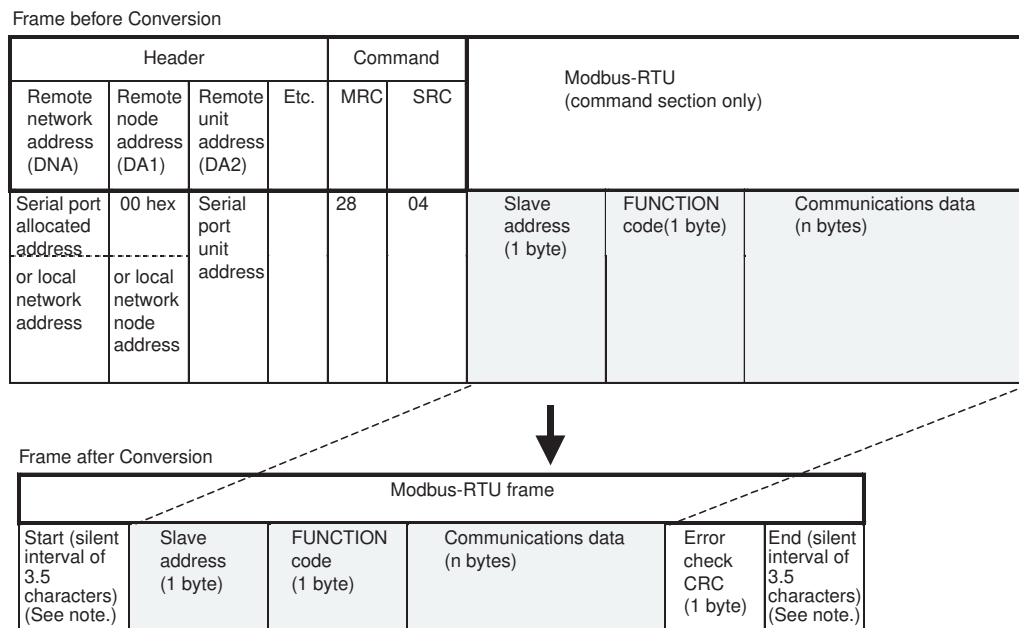 Frame before Conversion
Header
Command
Modbus-RTU
(command section only)
Remote
network
address
(DNA)
Remote
node
address
(DA1)
Remote
unit
address
(DA2)
Etc.
MRC
SRC
Serial port
allocated
address
or local
network
address
00 hex
or local
network
node
address
Serial
port
unit
address
28
04
Slave
address
(1 byte)
FUNCTION
code(1 byte)
Communications data
(n bytes)
Frame after Conversion
Modbus-RTU frame
Start (silent
interval of
3.5
characters)
(See note.)
Slave
address
(1 byte)
FUNCTION
code
(1 byte)
Communications data
(n bytes)
Error
check
CRC
(1 byte)
End (silent
interval of
3.5
characters)
(See note.)